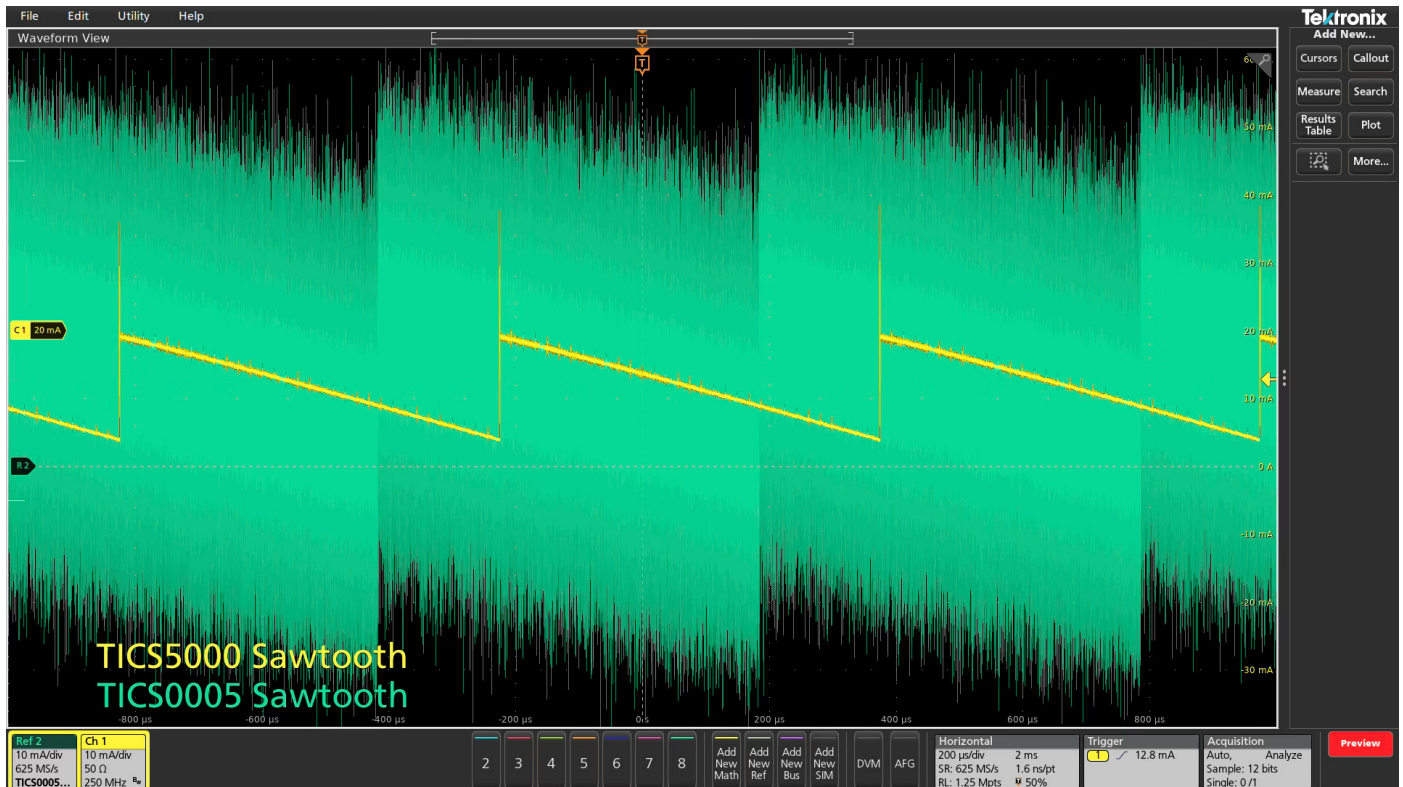 File Edit Utility Help
Tektronix
Waveform View
Add New...
Cursors Callout
Measure Search
Results Table Plot
More...
T
T
50 mA
40 mA
30 mA
C1 20 mA
20 mA
10 mA
R2
0 A
-10 mA
-20 mA
-30 mA
TICS5000 Sawtooth
TICS0005 Sawtooth
-800 µs -600 µs -400 µs -200 µs 0 s 200 µs 400 µs 600 µs 800 µs
Ref 2
10 mA/div
625 MS/s
TICS0005...
Ch 1
10 mA/div
50 Ω
250 MHz Bw
2 3 4 5 6 7 8
Add New Math
Add New Ref
Add New Bus
Add New SIM
DVM AFG
Horizontal
200 µs/div 2 ms
SR: 625 MS/s 1.6 ns/pt
RL: 1.25 Mpts 50%
Trigger
1 12.8 mA
Acquisition
Auto, Analyze
Sample: 12 bits
Single: 0 /1
Preview